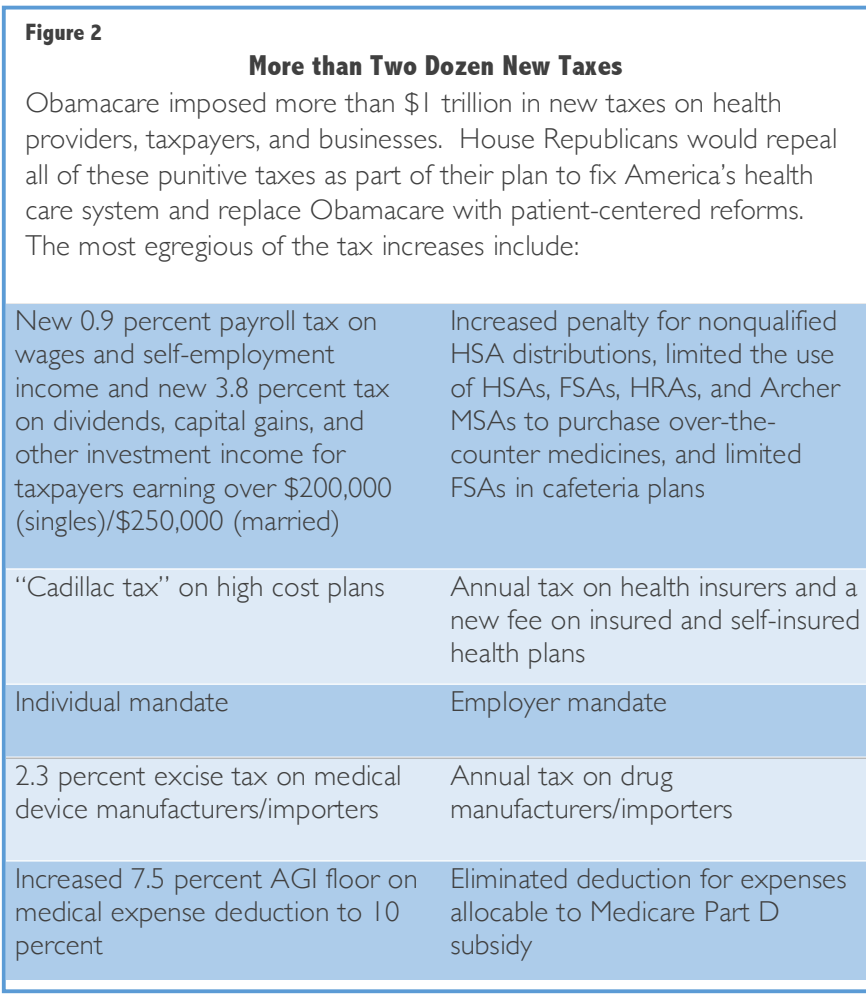 Figure 2
More than Two Dozen New Taxes
Obamacare imposed more than $1 trillion in new taxes on health
providers, taxpayers, and businesses.  House Republicans would repeal
all of these punitive taxes as part of their plan to fix America’s health
care system and replace Obamacare with patient-centered reforms.
The most egregious of the tax increases include:
New 0.9 percent payroll tax on
wages and self-employment
income and new 3.8 percent tax
on dividends, capital gains, and
other investment income for
taxpayers earning over $200,000
(singles)/$250,000 (married)
Increased penalty for nonqualified
HSA distributions, limited the use
of HSAs, FSAs, HRAs, and Archer
MSAs to purchase over-the-
counter medicines, and limited
FSAs in cafeteria plans
“Cadillac tax” on high cost plans
Annual tax on health insurers and a
new fee on insured and self-insured
health plans
Individual mandate
Employer mandate
2.3 percent excise tax on medical
device manufacturers/importers
Annual tax on drug
manufacturers/importers
Increased 7.5 percent AGI floor on
medical expense deduction to 10
percent
Eliminated deduction for expenses
allocable to Medicare Part D
subsidy